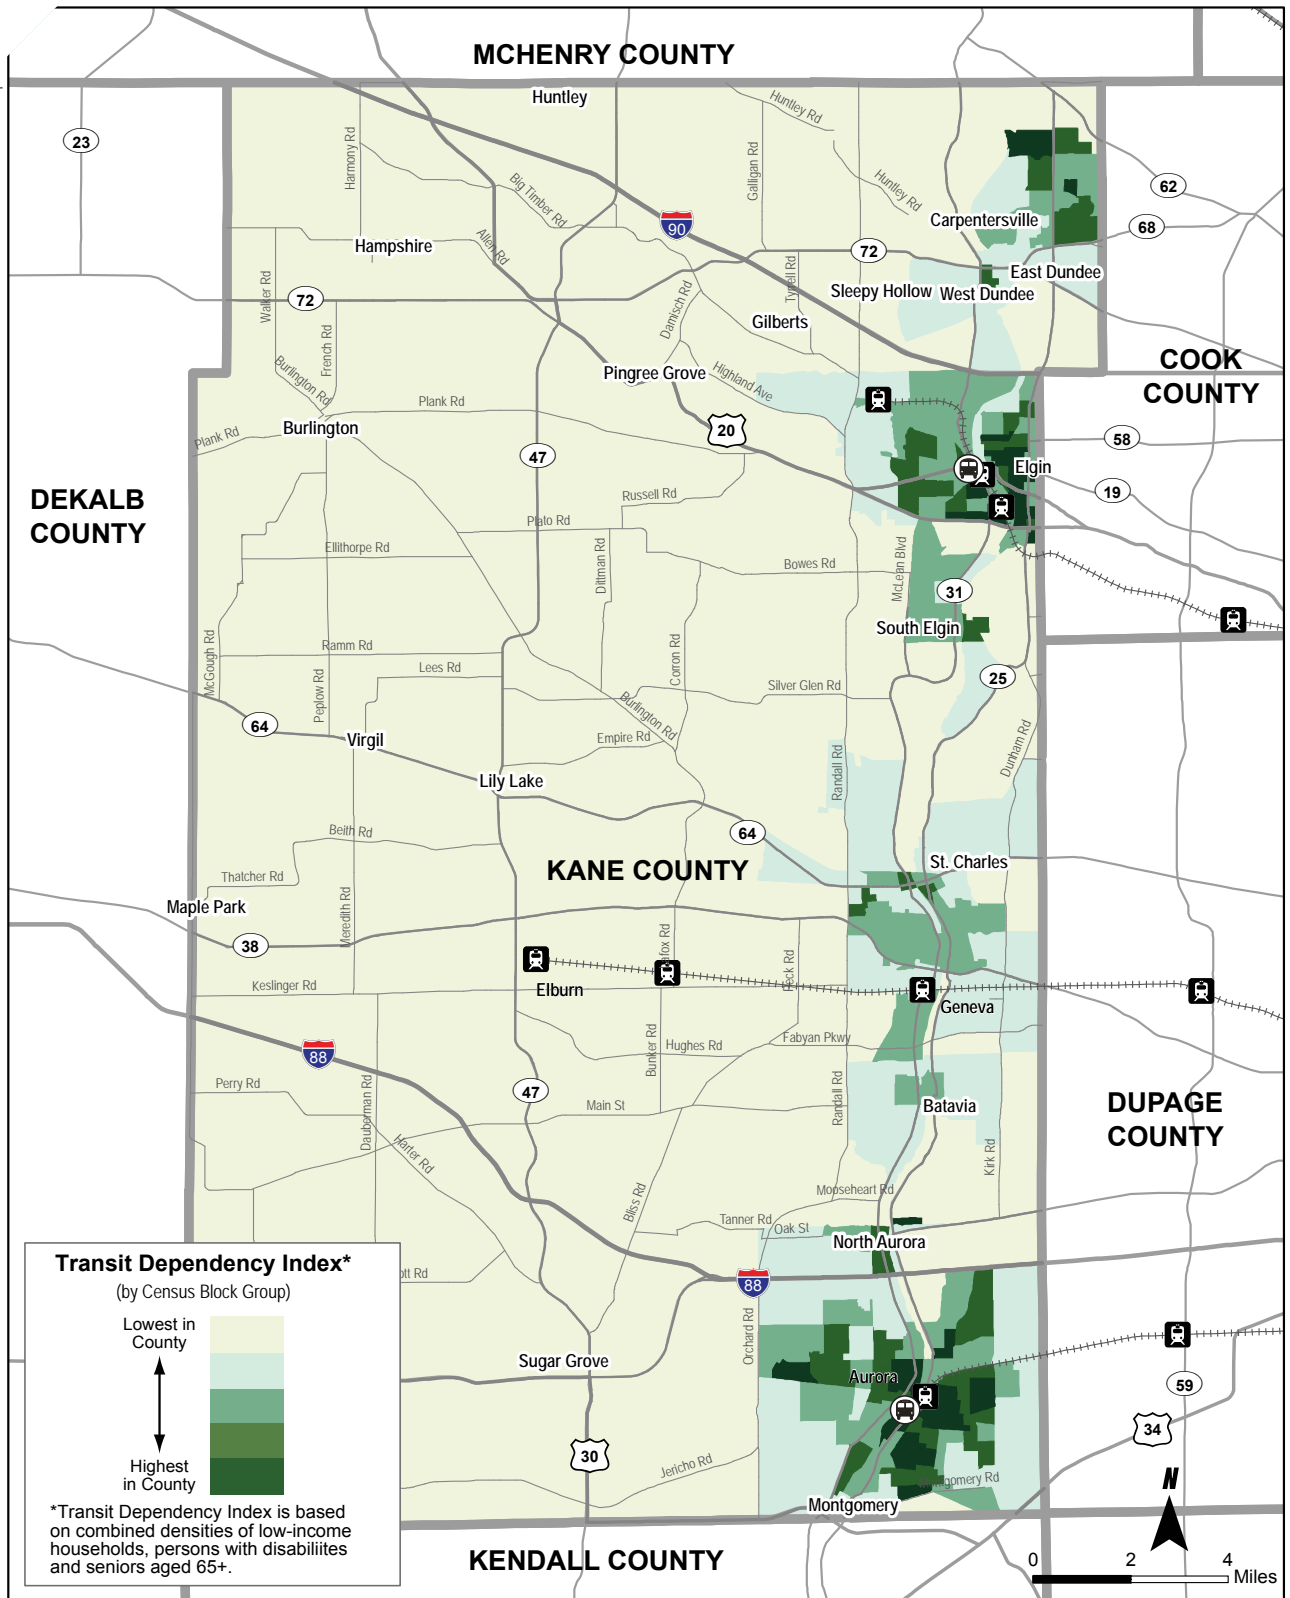 MCHENRY COUNTY
Huntley
Huntley Rd
23
Harmony Rd
Galligan Rd
Big Timber Rd
Huntley Rd
62
Carpentersville
68
90
Allen Rd
Hampshire
72
East Dundee
Walker Rd
72
Tyrrell Rd
Sleepy Hollow
West Dundee
Damisch Rd
Gilberts
French Rd
COOK
COUNTY
Burlington Rd
Pingree Grove
Highland Ave
Plank Rd
Plank Rd
Burlington
20
58
47
Elgin
DEKALB
COUNTY
Russell Rd
19
Plato Rd
Ellithorpe Rd
Dittman Rd
Bowes Rd
McLean Blvd
31
South Elgin
McGough Rd
Ramm Rd
Lees Rd
Corron Rd
25
Peplow Rd
Silver Glen Rd
Burlington Rd
64
Virgil
Empire Rd
Dunham Rd
Randall Rd
Lily Lake
Beith Rd
64
St. Charles
KANE COUNTY
Thatcher Rd
Maple Park
Meredith Rd
38
afox Rd
Peck Rd
Keslinger Rd
Elburn
Geneva
88
Bunker Rd
Hughes Rd
Fabyan Pkwy
Perry Rd
47
Dauberman Rd
Main St
Randall Rd
Batavia
DUPAGE
COUNTY
Harter Rd
Kirk Rd
Bliss Rd
Mooseheart Rd
Tanner Rd
Oak St
North Aurora
88
ott Rd
Orchard Rd
Sugar Grove
Aurora
59
34
30
Jericho Rd
Montgomery Rd
Montgomery
KENDALL COUNTY
N
0 2 4
Miles
Transit Dependency Index*
(by Census Block Group)
Lowest in
County
Highest
in County
*Transit Dependency Index is based
on combined densities of low-income
households, persons with disabiliites
and seniors aged 65+.